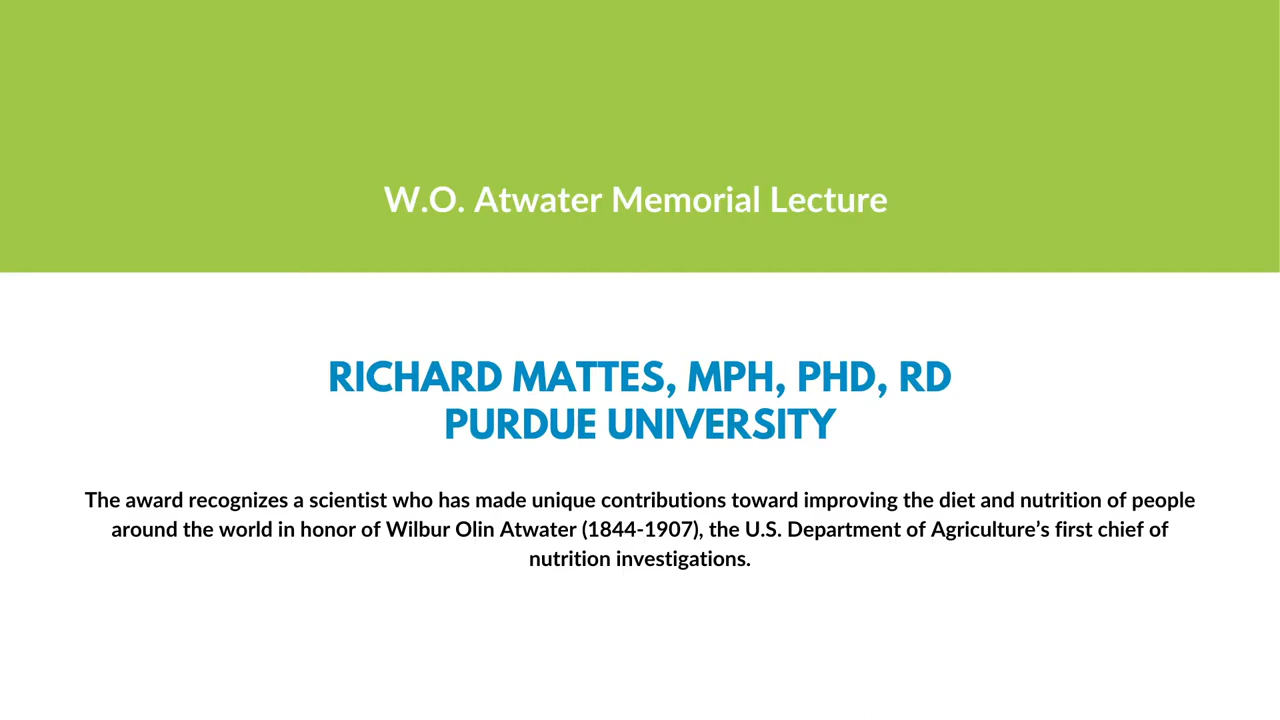 W.O. Atwater Memorial Lecture
RICHARD MATTES, MPH, PHD, RD
PURDUE UNIVERSITY
The award recognizes a scientist who has made unique contributions toward improving the diet and nutrition of people
around the world in honor of Wilbur Olin Atwater (1844-1907), the U.S. Department of Agriculture’s first chief of
nutrition investigations.